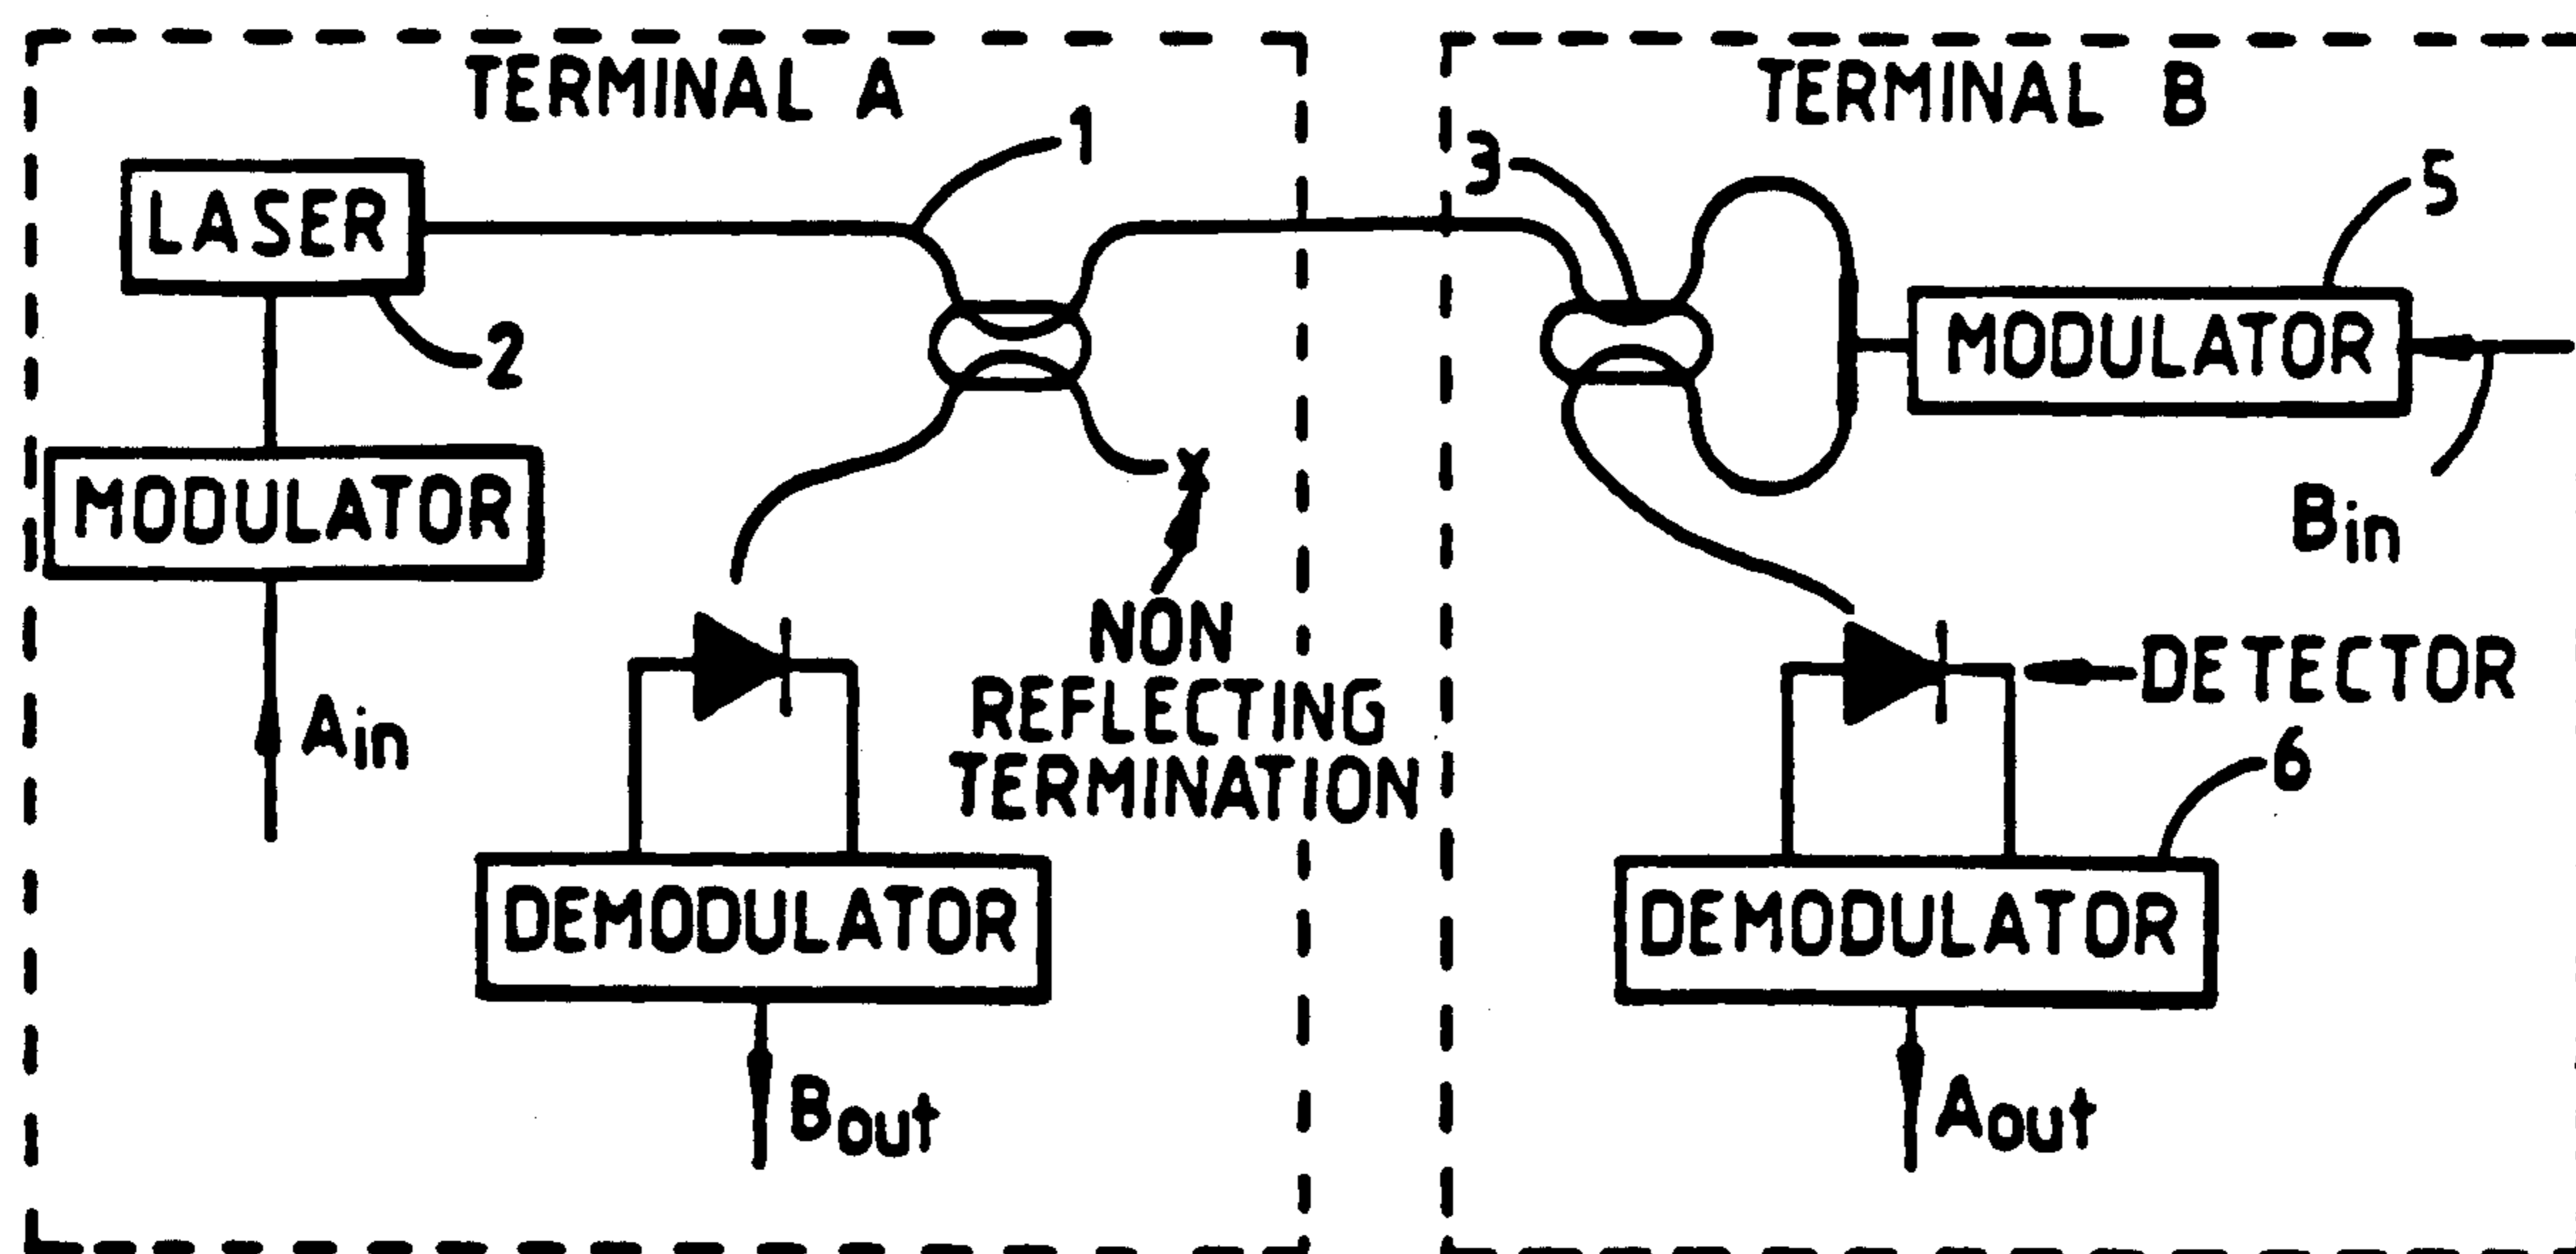 TERMINAL A
1
LASER
2
MODULATOR
Ain
NON
REFLECTING
TERMINATION
DEMODULATOR
Bout
TERMINAL B
3
5
MODULATOR
Bin
DETECTOR
6
DEMODULATOR
Aout